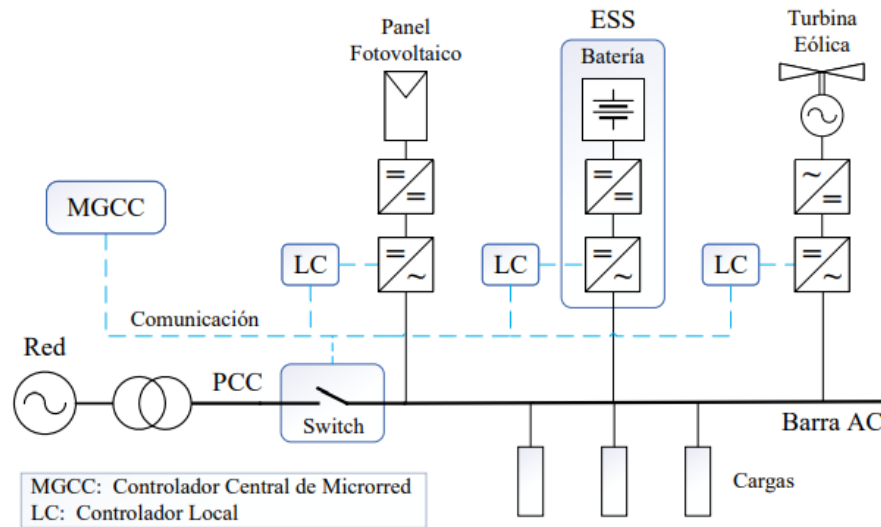 Panel
Fotovoltaico
ESS
Batería
Turbina
Eólica
MGCC
LC
LC
LC
Comunicación
Red
PCC
Switch
Barra AC
Cargas
MGCC: Controlador Central de Microrred
LC: Controlador Local